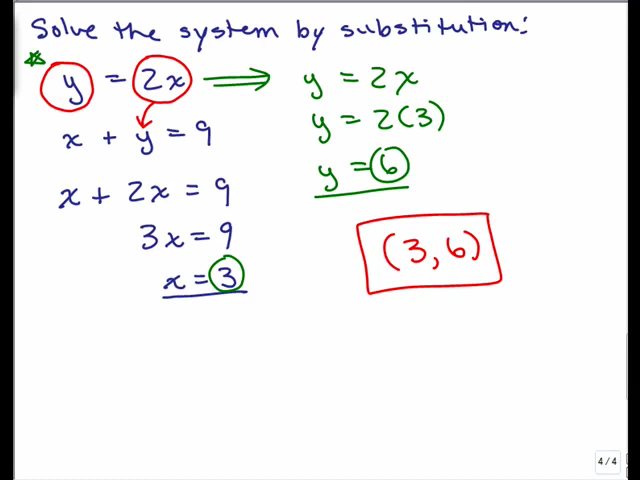 Solve the system by substitution:
y = 2x
x + y = 9
x + 2x = 9
3x = 9
x = 3
y = 2x
y = 2(3)
y = 6
(3, 6)
4/4